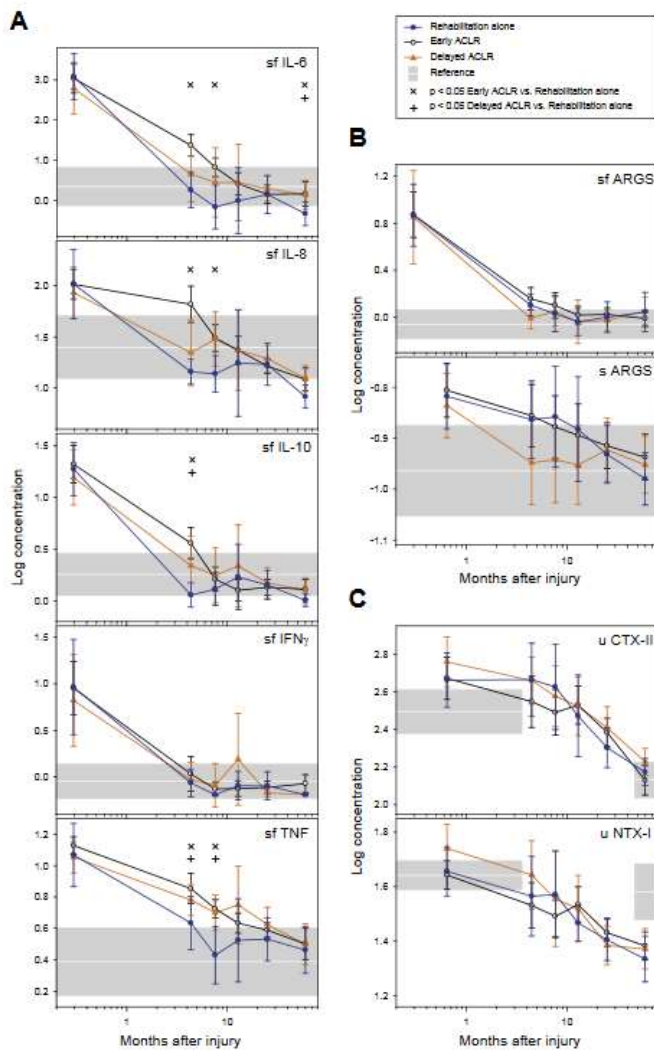 A
Rehabilitation alone
Early ACLR
Delayed ACLR
Reference
× p < 0.05 Early ACLR vs. Rehabilitation alone
+ p < 0.05 Delayed ACLR vs. Rehabilitation alone
sf IL-6
3.0
2.0
1.0
0.0
× × ×
+
sf IL-8
2.0
1.5
1.0
× ×
sf IL-10
1.5
1.0
0.5
0.0
×
+
Log concentration
sf IFNγ
1.5
1.0
0.5
0.0
sf TNF
1.2
1.0
0.8
0.6
0.4
0.2
× ×
+ +
1 10
Months after injury
B
sf ARGS
1.2
0.8
0.4
0.0
Log concentration
s ARGS
-0.8
-0.9
-1.0
-1.1
1 10
Months after injury
C
u CTX-II
2.8
2.6
2.4
2.2
2.0
Log concentration
u NTX-I
1.8
1.6
1.4
1.2
1 10
Months after injury